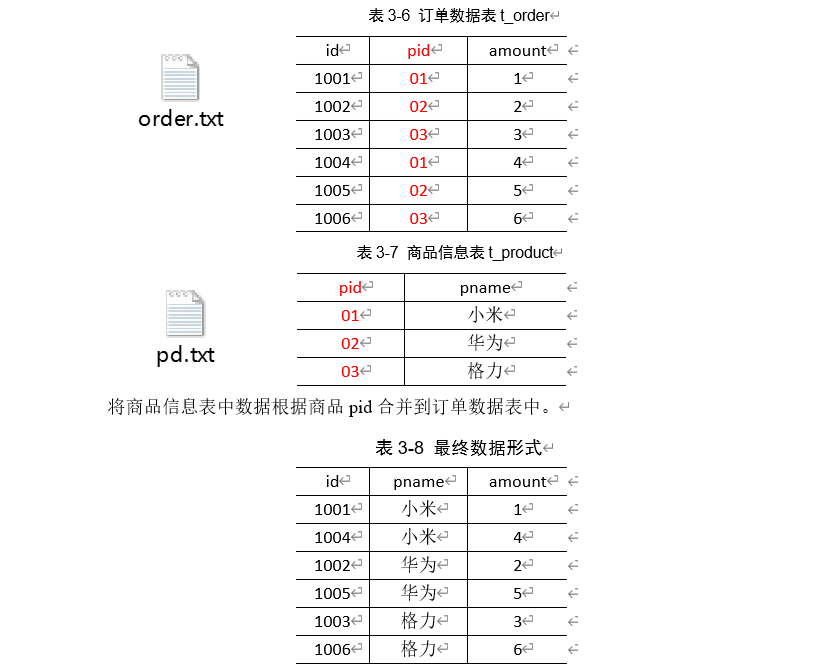 表 3-6 订单数据表 t_order↵
id↵ pid↵ amount↵ ↵
1001↵ 01↵ 1↵ ↵
1002↵ 02↵ 2↵ ↵
1003↵ 03↵ 3↵ ↵
1004↵ 01↵ 4↵ ↵
1005↵ 02↵ 5↵ ↵
1006↵ 03↵ 6↵ ↵
order.txt
表 3-7 商品信息表 t_product↵
pid↵ pname↵ ↵
01↵ 小米↵ ↵
02↵ 华为↵ ↵
03↵ 格力↵ ↵
pd.txt
将商品信息表中数据根据商品 pid 合并到订单数据表中。↵
表 3-8 最终数据形式↵
id↵ pname↵ amount↵ ↵
1001↵ 小米↵ 1↵ ↵
1004↵ 小米↵ 4↵ ↵
1002↵ 华为↵ 2↵ ↵
1005↵ 华为↵ 5↵ ↵
1003↵ 格力↵ 3↵ ↵
1006↵ 格力↵ 6↵ ↵